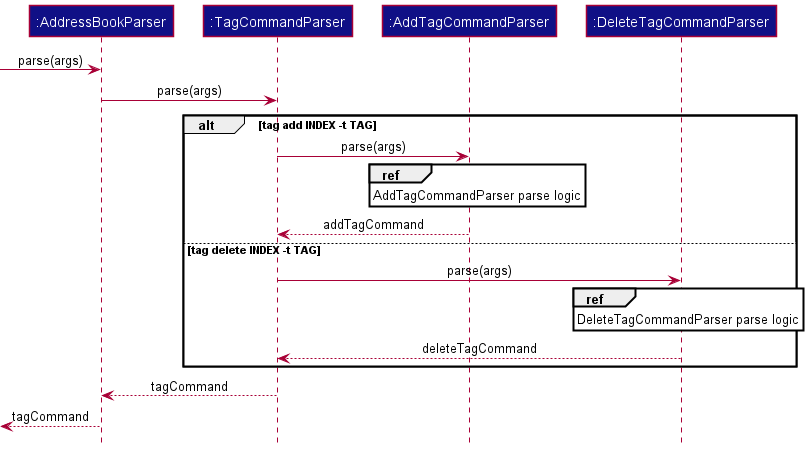 :AddressBookParser
:TagCommandParser
:AddTagCommandParser
:DeleteTagCommandParser
parse(args)
parse(args)
alt
[tag add INDEX -t TAG]
parse(args)
ref
AddTagCommandParser parse logic
addTagCommand
[tag delete INDEX -t TAG]
parse(args)
ref
DeleteTagCommandParser parse logic
deleteTagCommand
tagCommand
tagCommand